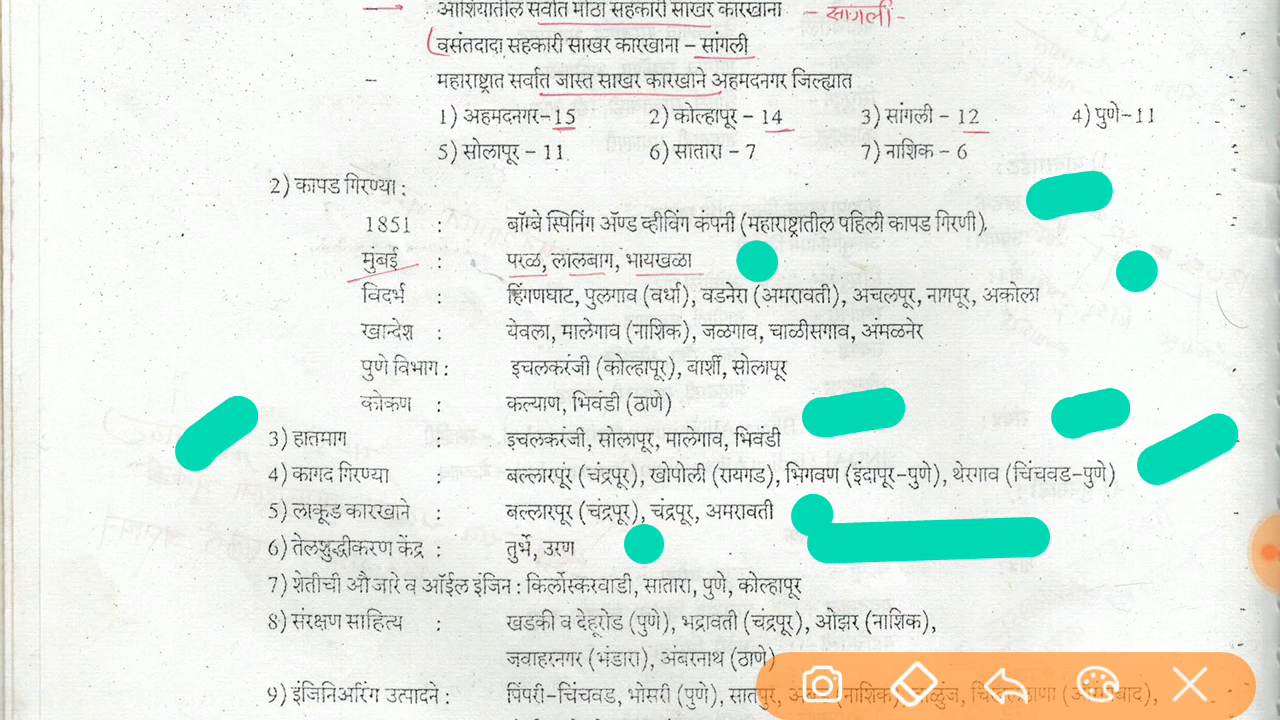 आशियातील सर्वात मोठा सहकारी साखर कारखाना - सांगली -
वसंतदादा सहकारी साखर कारखाना – सांगली
– महाराष्ट्रात सर्वात जास्त साखर कारखाने अहमदनगर जिल्ह्यात
1) अहमदनगर–15 2) कोल्हापूर – 14 3) सांगली – 12 4) पुणे–11
5) सोलापूर – 11 6) सातारा – 7 7) नाशिक – 6
2) कापड गिरण्या :
1851 : बॉम्बे स्पिनिंग ॲण्ड व्हीविंग कंपनी (महाराष्ट्रातील पहिली कापड गिरणी).
मुंबई : परळ, लालबाग, भायखळा
विदर्भ : हिंगणघाट, पुलगाव (वर्धा), वडनेरा (अमरावती), अचलपूर, नागपूर, अकोला
खान्देश : येवला, मालेगाव (नाशिक), जळगाव, चाळीसगाव, अंमळनेर
पुणे विभाग : इचलकरंजी (कोल्हापूर), बार्शी, सोलापूर
कोकण : कल्याण, भिवंडी (ठाणे)
3) हातमाग : इचलकरंजी, सोलापूर, मालेगाव, भिवंडी
4) कागद गिरण्या : बल्लारपूर (चंद्रपूर), खोपोली (रायगड), भिगवण (इंदापूर–पुणे), थेरगाव (चिंचवड–पुणे)
5) लाकूड कारखाने : बल्लारपूर (चंद्रपूर), चंद्रपूर, अमरावती
6) तेलशुद्धीकरण केंद्र : तुर्भे, उरण
7) शेतीची औजारे व ऑईल इंजिन : किर्लोस्करवाडी, सातारा, पुणे, कोल्हापूर
8) संरक्षण साहित्य : खडकी व देहूरोड (पुणे), भद्रावती (चंद्रपूर), ओझर (नाशिक),
जवाहरनगर (भंडारा), अंबरनाथ (ठाणे)
9) इंजिनिअरिंग उत्पादने : पिंपरी–चिंचवड, भोसरी (पुणे), सातपूर, (नाशिक),